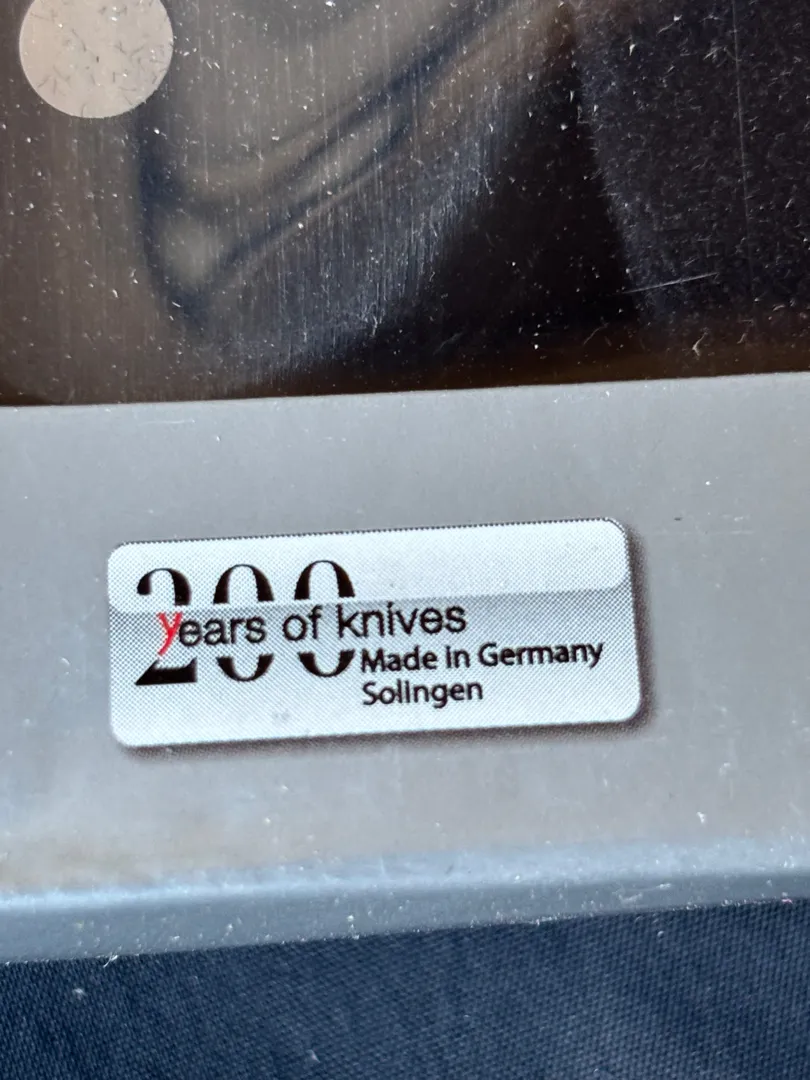 200
years of knives
Made in Germany
Solingen